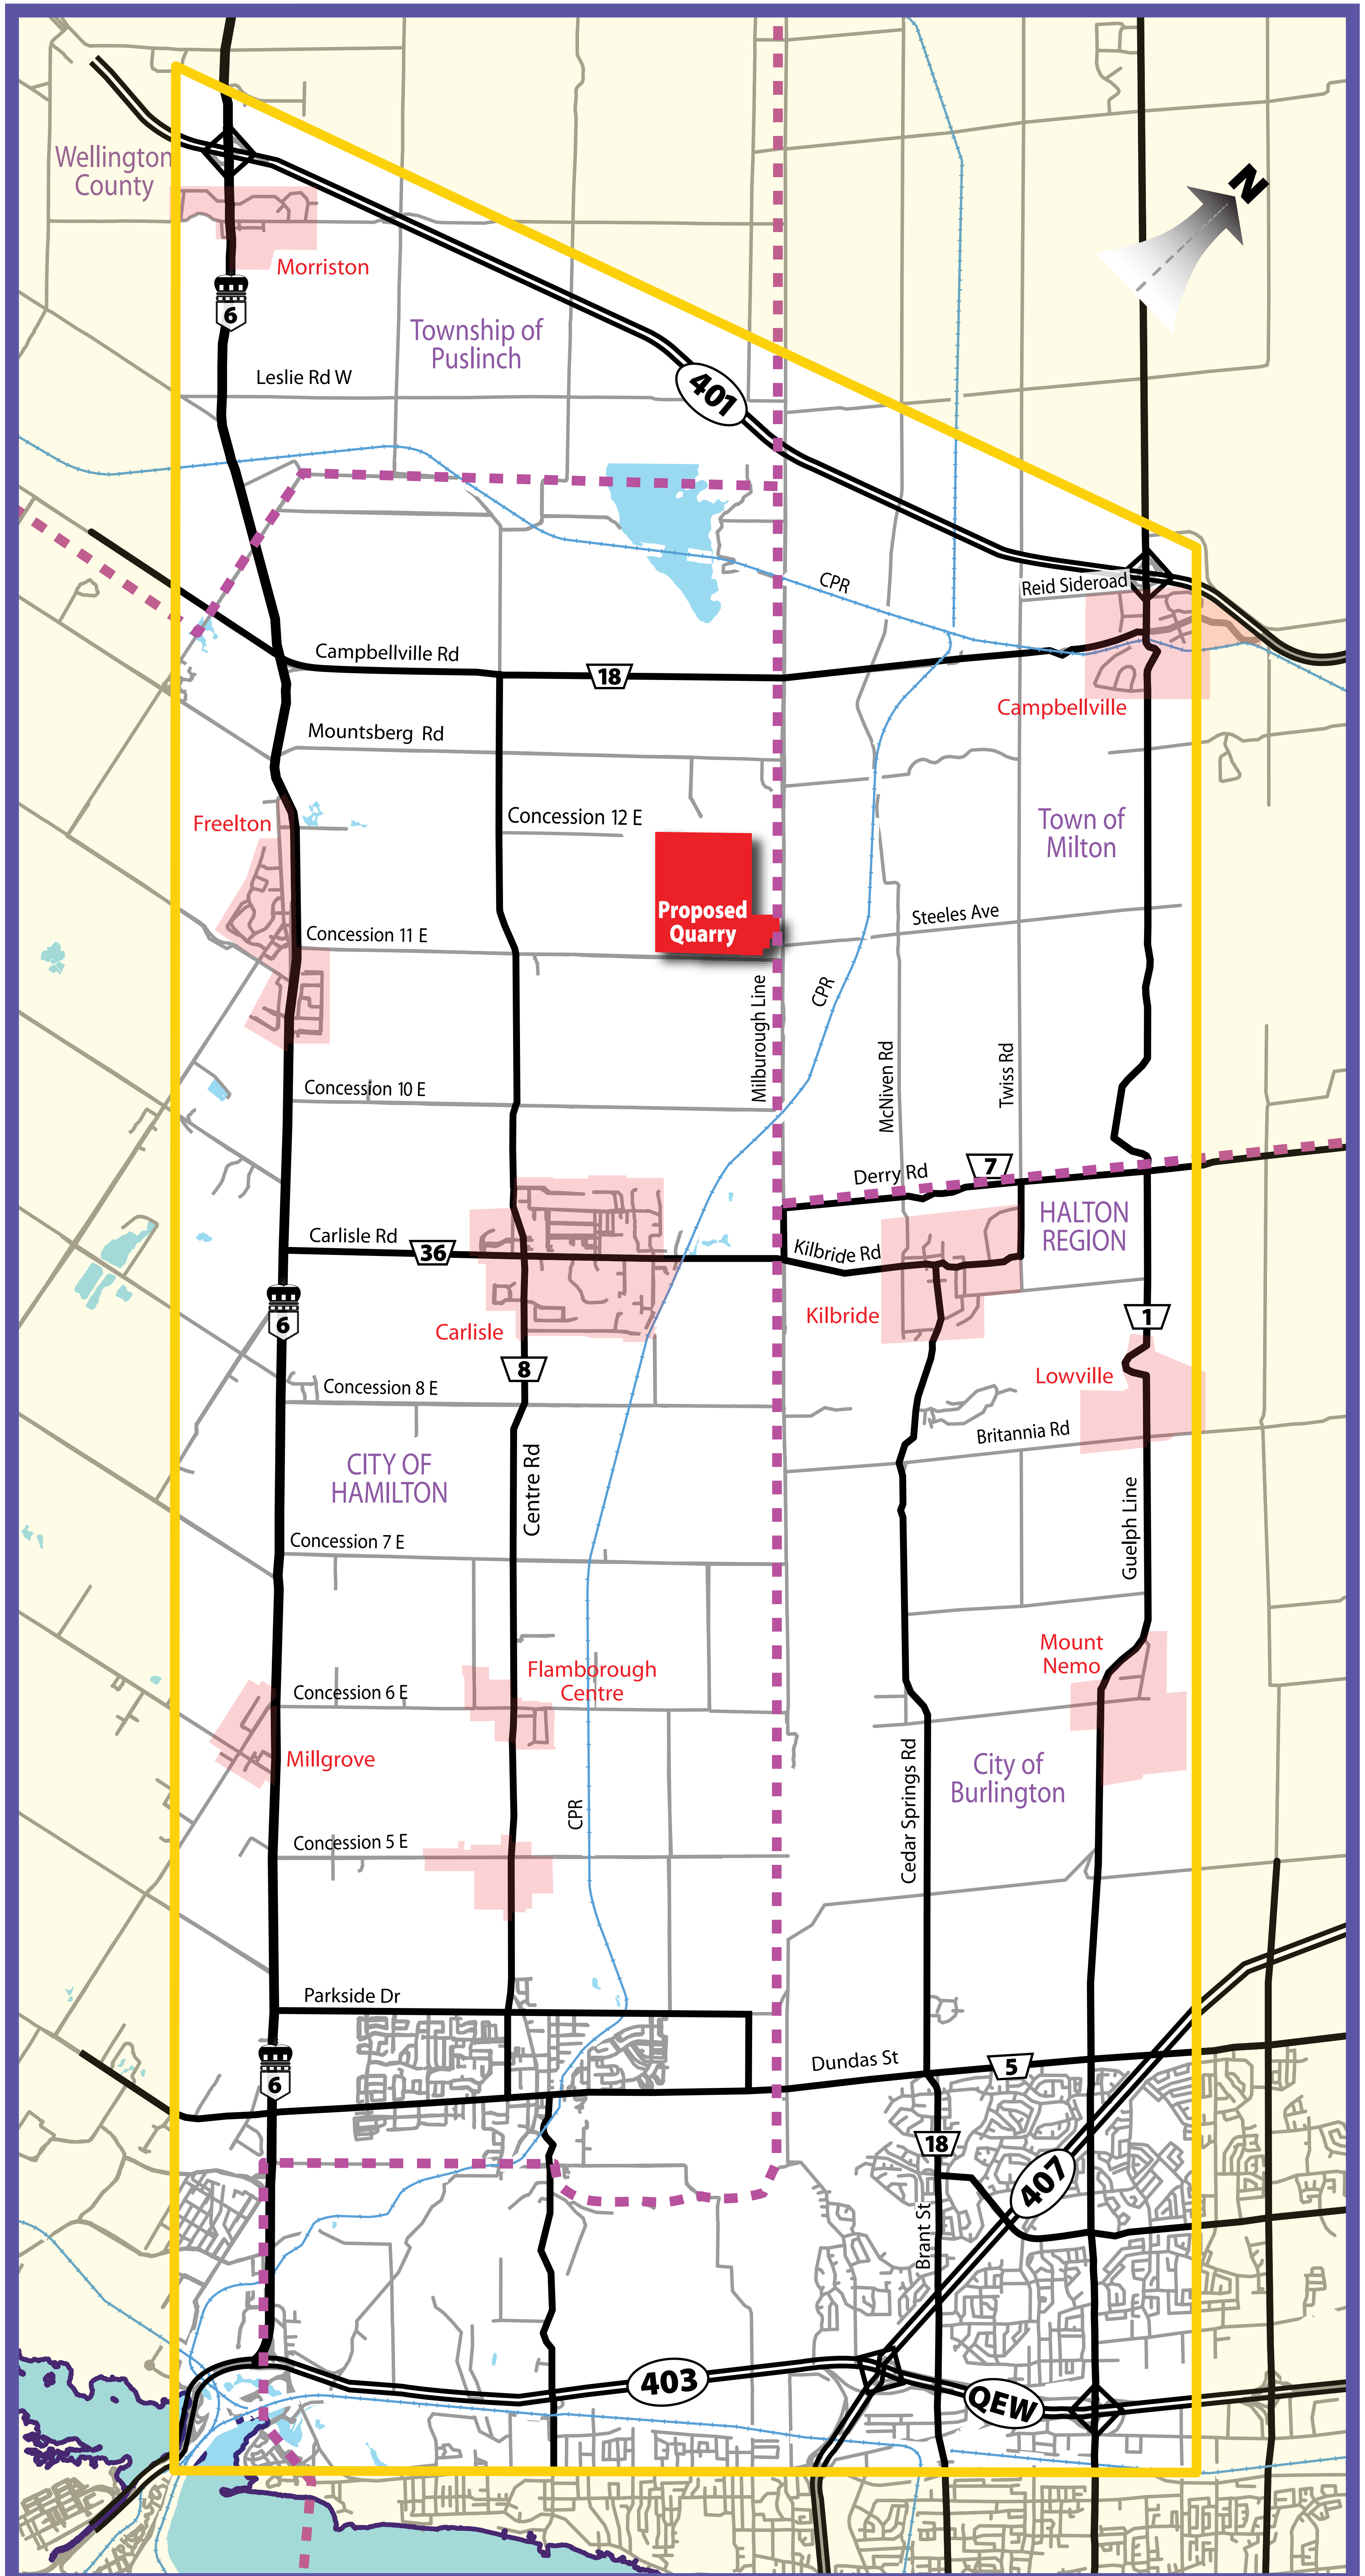 N
Wellington
County
Morriston
6
Township of
Puslinch
Leslie Rd W
401
CPR
Reid Sideroad
Campbellville Rd
18
Campbellville
Mountsberg Rd
Concession 12 E
Freelton
Town of
Milton
Proposed
Quarry
Steeles Ave
Concession 11 E
Milburough Line
CPR
McNiven Rd
Twiss Rd
Concession 10 E
Derry Rd
7
HALTON
REGION
Carlisle Rd
36
Kilbride Rd
6
Carlisle
Kilbride
1
8
Lowville
Concession 8 E
Britannia Rd
CITY OF
HAMILTON
Centre Rd
Guelph Line
Concession 7 E
Mount
Nemo
Flamborough
Centre
Concession 6 E
Millgrove
City of
Burlington
Cedar Springs Rd
CPR
Concession 5 E
Parkside Dr
6
Dundas St
5
18
407
Brant St
403
QEW